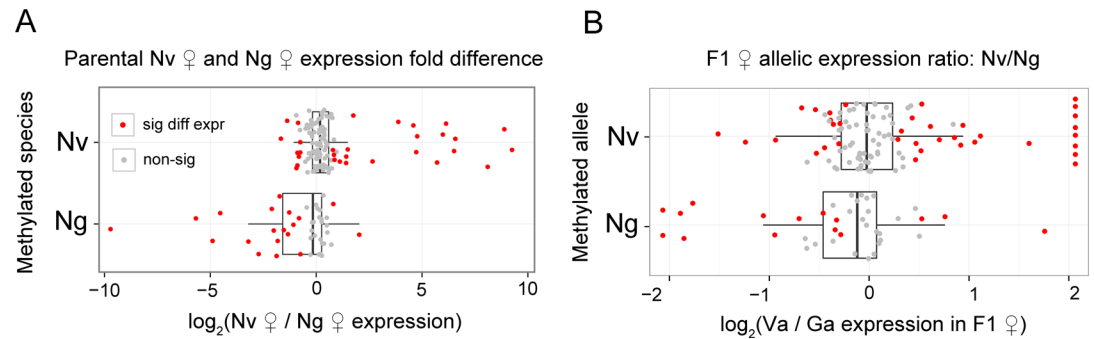 A
Parental Nv ♀ and Ng ♀ expression fold difference
Methylated species
Nv
Ng
sig diff expr
non-sig
−10 −5 0 5 10
log2(Nv ♀ / Ng ♀ expression)
B
F1 ♀ allelic expression ratio: Nv/Ng
Methylated allele
Nv
Ng
−2 −1 0 1 2
log2(Va / Ga expression in F1 ♀)